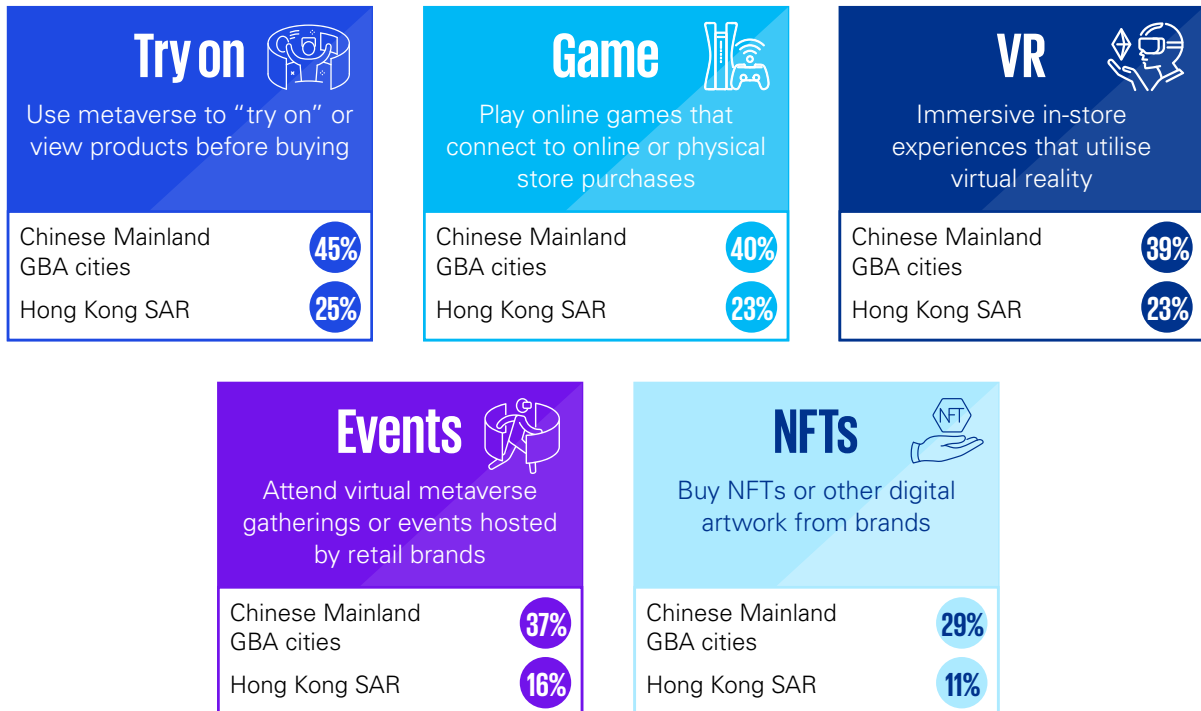 Try on
Use metaverse to “try on” or
view products before buying
Chinese Mainland
GBA cities
45%
Hong Kong SAR
25%
Game
Play online games that
connect to online or physical
store purchases
Chinese Mainland
GBA cities
40%
Hong Kong SAR
23%
VR
Immersive in-store
experiences that utilise
virtual reality
Chinese Mainland
GBA cities
39%
Hong Kong SAR
23%
Events
Attend virtual metaverse
gatherings or events hosted
by retail brands
Chinese Mainland
GBA cities
37%
Hong Kong SAR
16%
NFTs
NFT
Buy NFTs or other digital
artwork from brands
Chinese Mainland
GBA cities
29%
Hong Kong SAR
11%